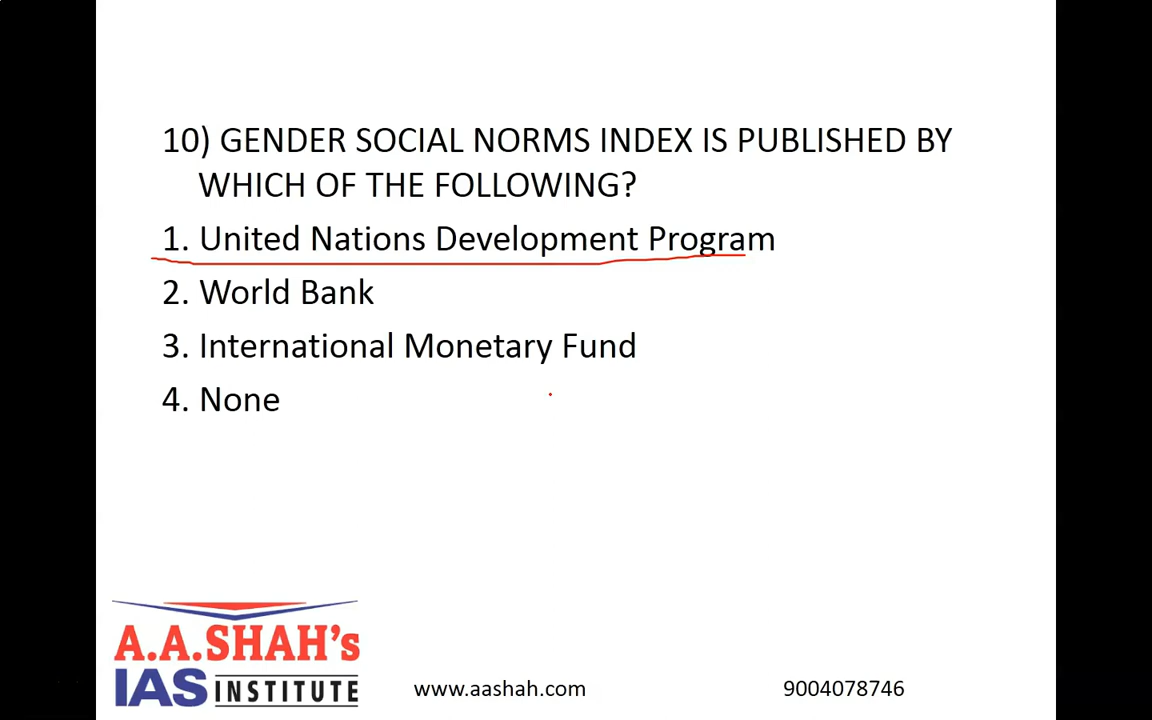 10) GENDER SOCIAL NORMS INDEX IS PUBLISHED BY
WHICH OF THE FOLLOWING?
1. United Nations Development Program
2. World Bank
3. International Monetary Fund
4. None
A.A.SHAH's
IAS INSTITUTE
www.aashah.com
9004078746